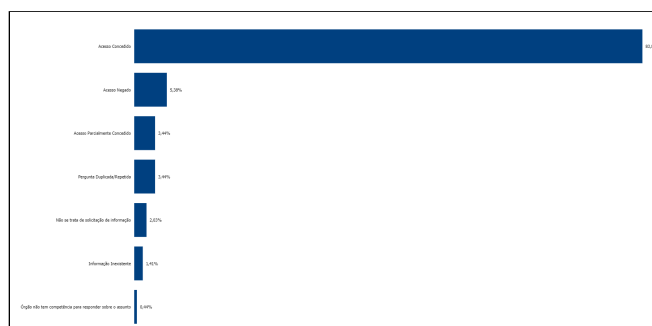 Acesso Concedido
Acesso Negado
5,38%
Acesso Parcialmente Concedido
3,44%
Pergunta Duplicada/Repetida
3,44%
Não se trata de solicitação de informação
2,03%
Informação Inexistente
1,41%
Órgão não tem competência para responder sobre o assunto
0,44%